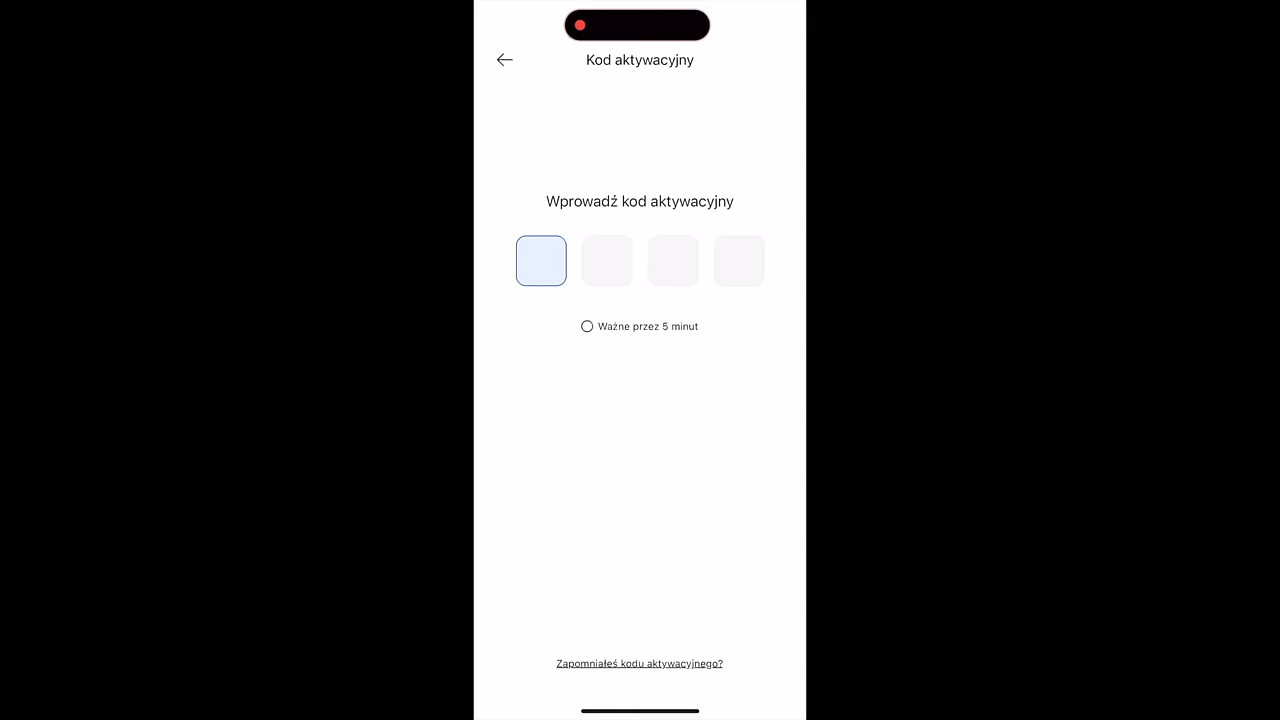 Kod aktywacyjny
Wprowadź kod aktywacyjny
Ważne przez 5 minut
Zapomniałeś kodu aktywacyjnego?